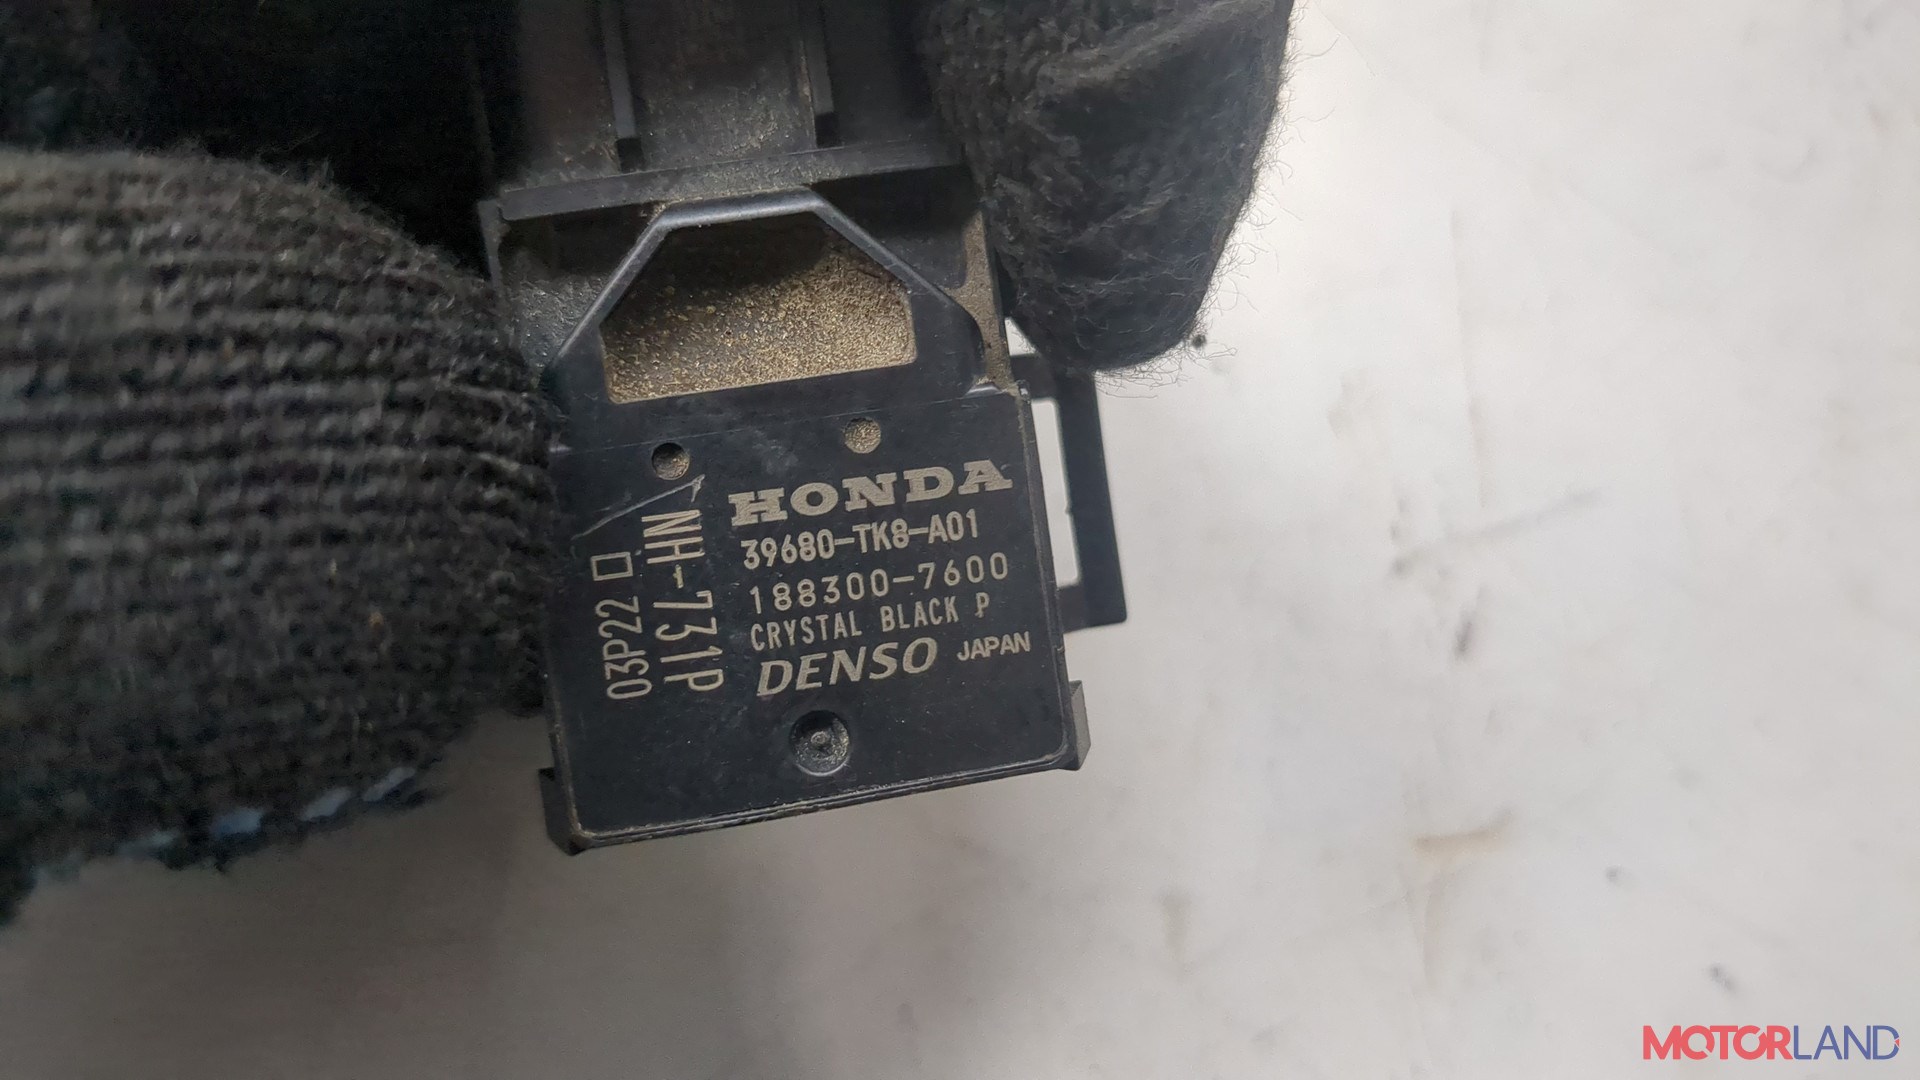 HONDA
39680-TK8-A01
188300-7600
CRYSTAL BLACK P
DENSO JAPAN
NH-731P
03P22
MOTORLAND